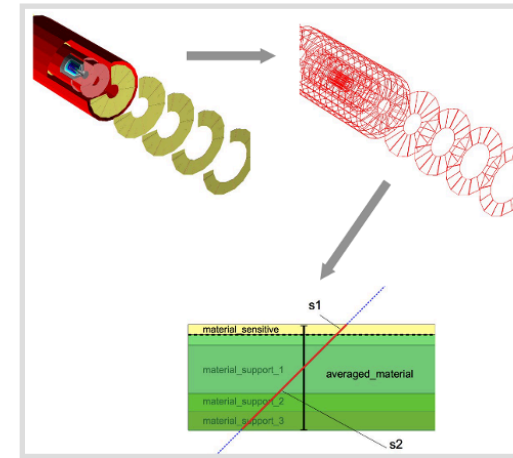 s1
material_sensitive
material_support_1
averaged_material
material_support_2
material_support_3
s2